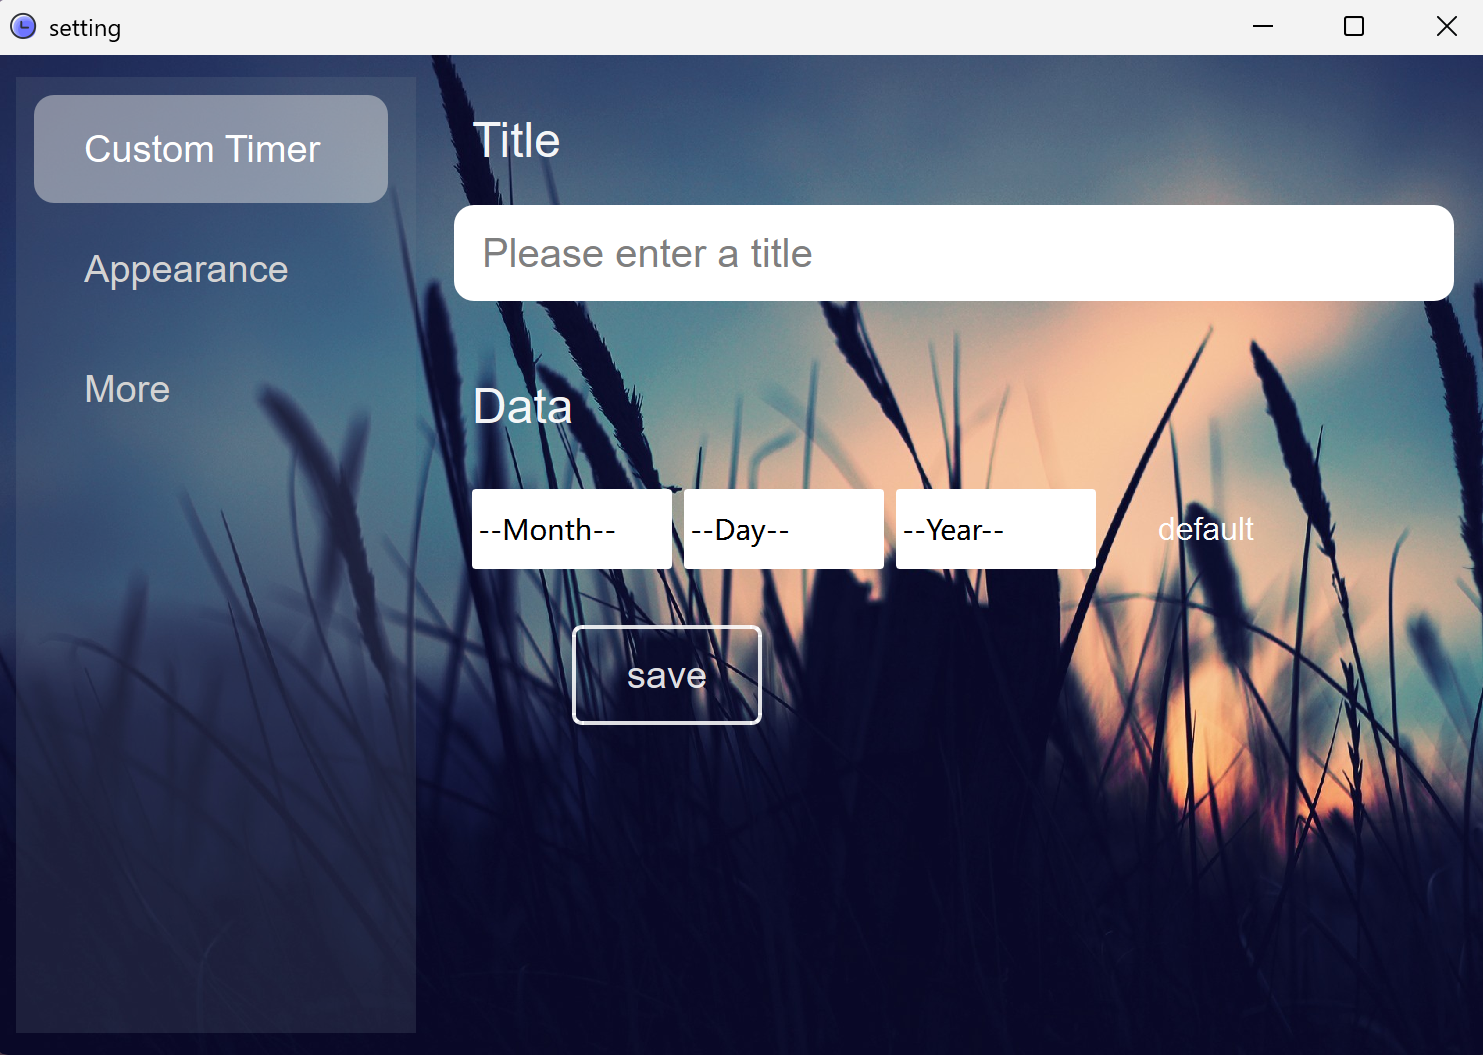 setting
Custom Timer
Appearance
More
Title
Please enter a title
Data
--Month-- --Day-- --Year-- default
save